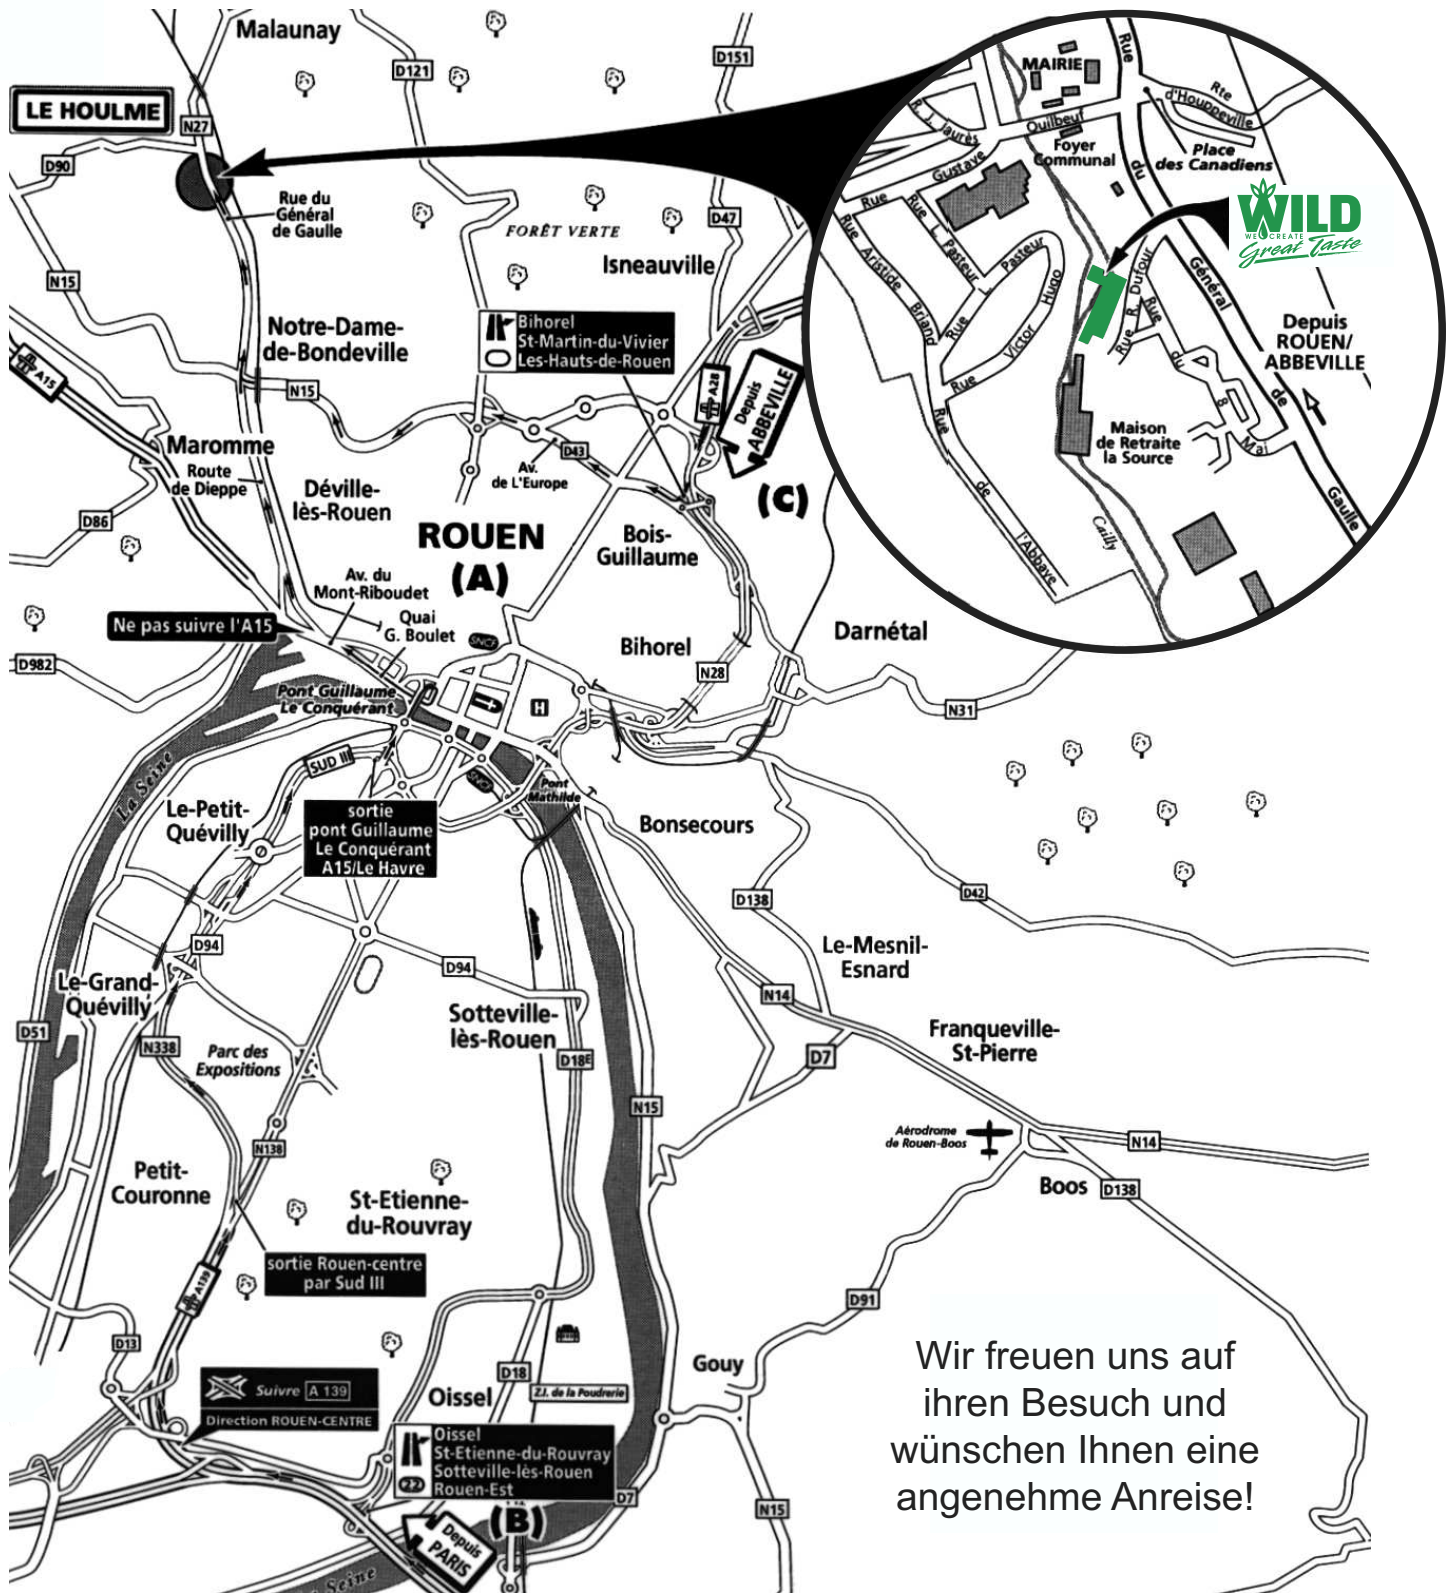 Malaunay
D121
D151
LE HOULME
N27
D90
Rue du
Général
de Gaulle
FORÊT VERTE
D47
Isneauville
N15
Notre-Dame-
de-Bondeville
Bihorel
St-Martin-du-Vivier
Les-Hauts-de-Rouen
A15
N15
A28
Depuis
ABBEVILLE
Maromme
Route
de Dieppe
D43
Av.
de L'Europe
(C)
Déville-
lès-Rouen
D86
ROUEN
(A)
Bois-
Guillaume
Av. du
Mont-Riboudet
Ne pas suivre l'A15
Quai
G. Boulet
SNCF
Bihorel
Darnétal
D982
N28
Pont Guillaume
Le Conquérant
H
N31
La Seine
SUD III
SNCF
Pont
Mathilde
Le-Petit-
Quévilly
sortie
pont Guillaume
Le Conquérant
A15/Le Havre
Bonsecours
D138
D42
D94
Le-Mesnil-
Esnard
D94
Le-Grand-
Quévilly
N14
Sotteville-
lès-Rouen
D51
N338
Parc des
Expositions
D18E
D7
Franqueville-
St-Pierre
N15
Aérodrome
de Rouen-Boos
N14
N138
Petit-
Couronne
St-Etienne-
du-Rouvray
Boos
D138
sortie Rouen-centre
par Sud III
A139
D91
D13
Gouy
Suivre A 139
Direction ROUEN-CENTRE
D18
Oissel
Z.I. de la Poudrerie
Oissel
St-Etienne-du-Rouvray
Sotteville-lès-Rouen
Rouen-Est
22
D7
N15
(B)
Depuis
PARIS
La Seine
MAIRIE
Rue
Rte
d'Houppeville
R. J. Jaurès
Quilbeuf
Foyer
Communal
Place
des Canadiens
du
Gustave
Rue
WILD
WE CREATE
Great Taste
Rue L. Pasteur
Rue Aristide Briand
Rue L. Pasteur
Rue Victor Hugo
Rue R. Dufour
Général
Rue du 8 Mai
Depuis
ROUEN/
ABBEVILLE
de
Maison
de Retraite
la Source
Rue de l'Abbaye
Cailly
Gaulle
Wir freuen uns auf
ihren Besuch und
wünschen Ihnen eine
angenehme Anreise!